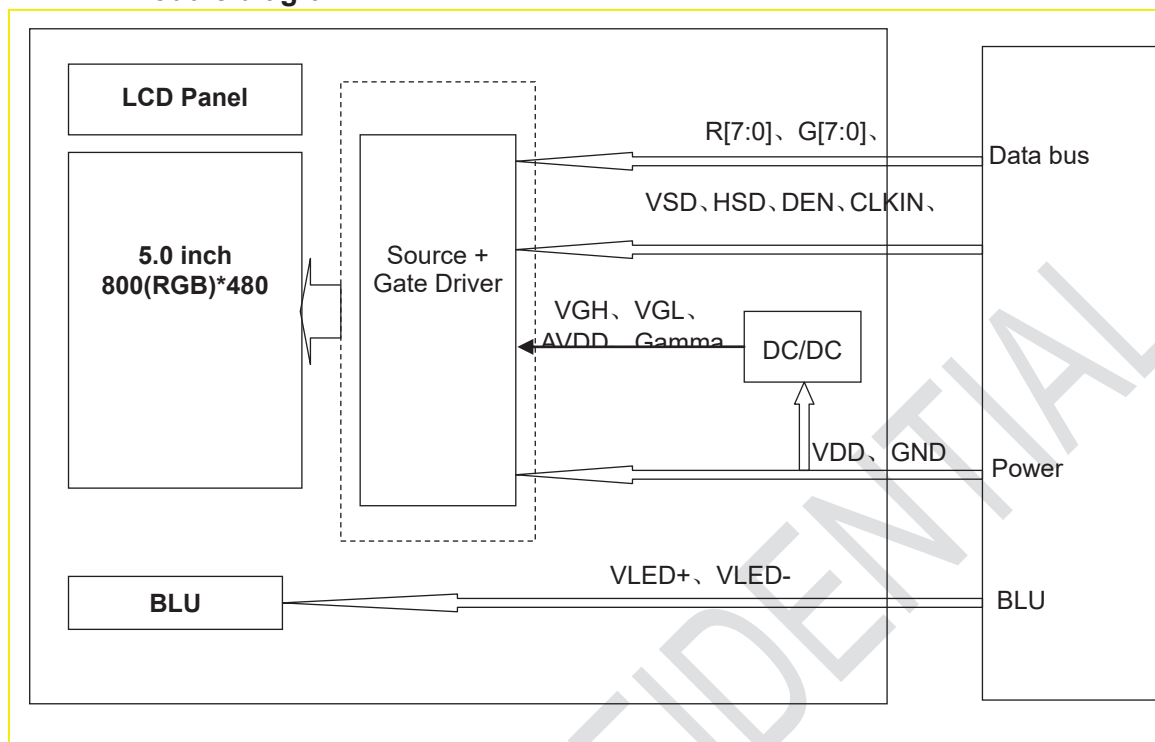 LCD Panel
R[7:0]、G[7:0]、
Data bus
VSD、HSD、DEN、CLKIN、
5.0 inch
800(RGB)*480
Source +
Gate Driver
VGH、VGL、
AVDD Gamma
DC/DC
VDD、GND
Power
VLED+、VLED-
BLU
BLU
FIDENTIAL